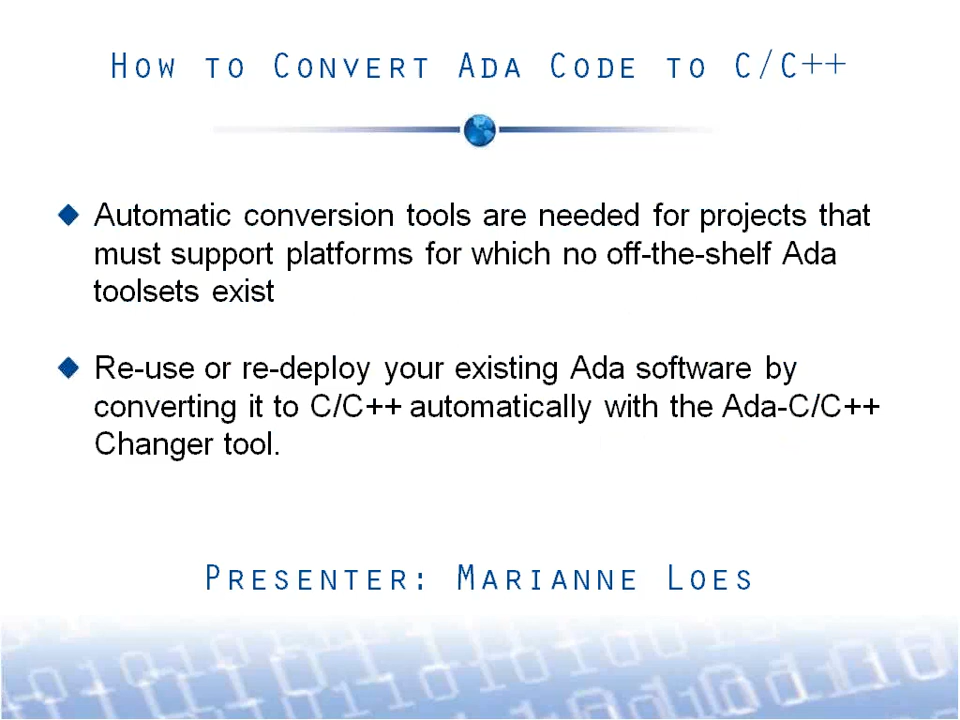 How to Convert Ada Code to C/C++
Automatic conversion tools are needed for projects that
must support platforms for which no off-the-shelf Ada
toolsets exist
Re-use or re-deploy your existing Ada software by
converting it to C/C++ automatically with the Ada-C/C++
Changer tool.
Presenter: Marianne Loes